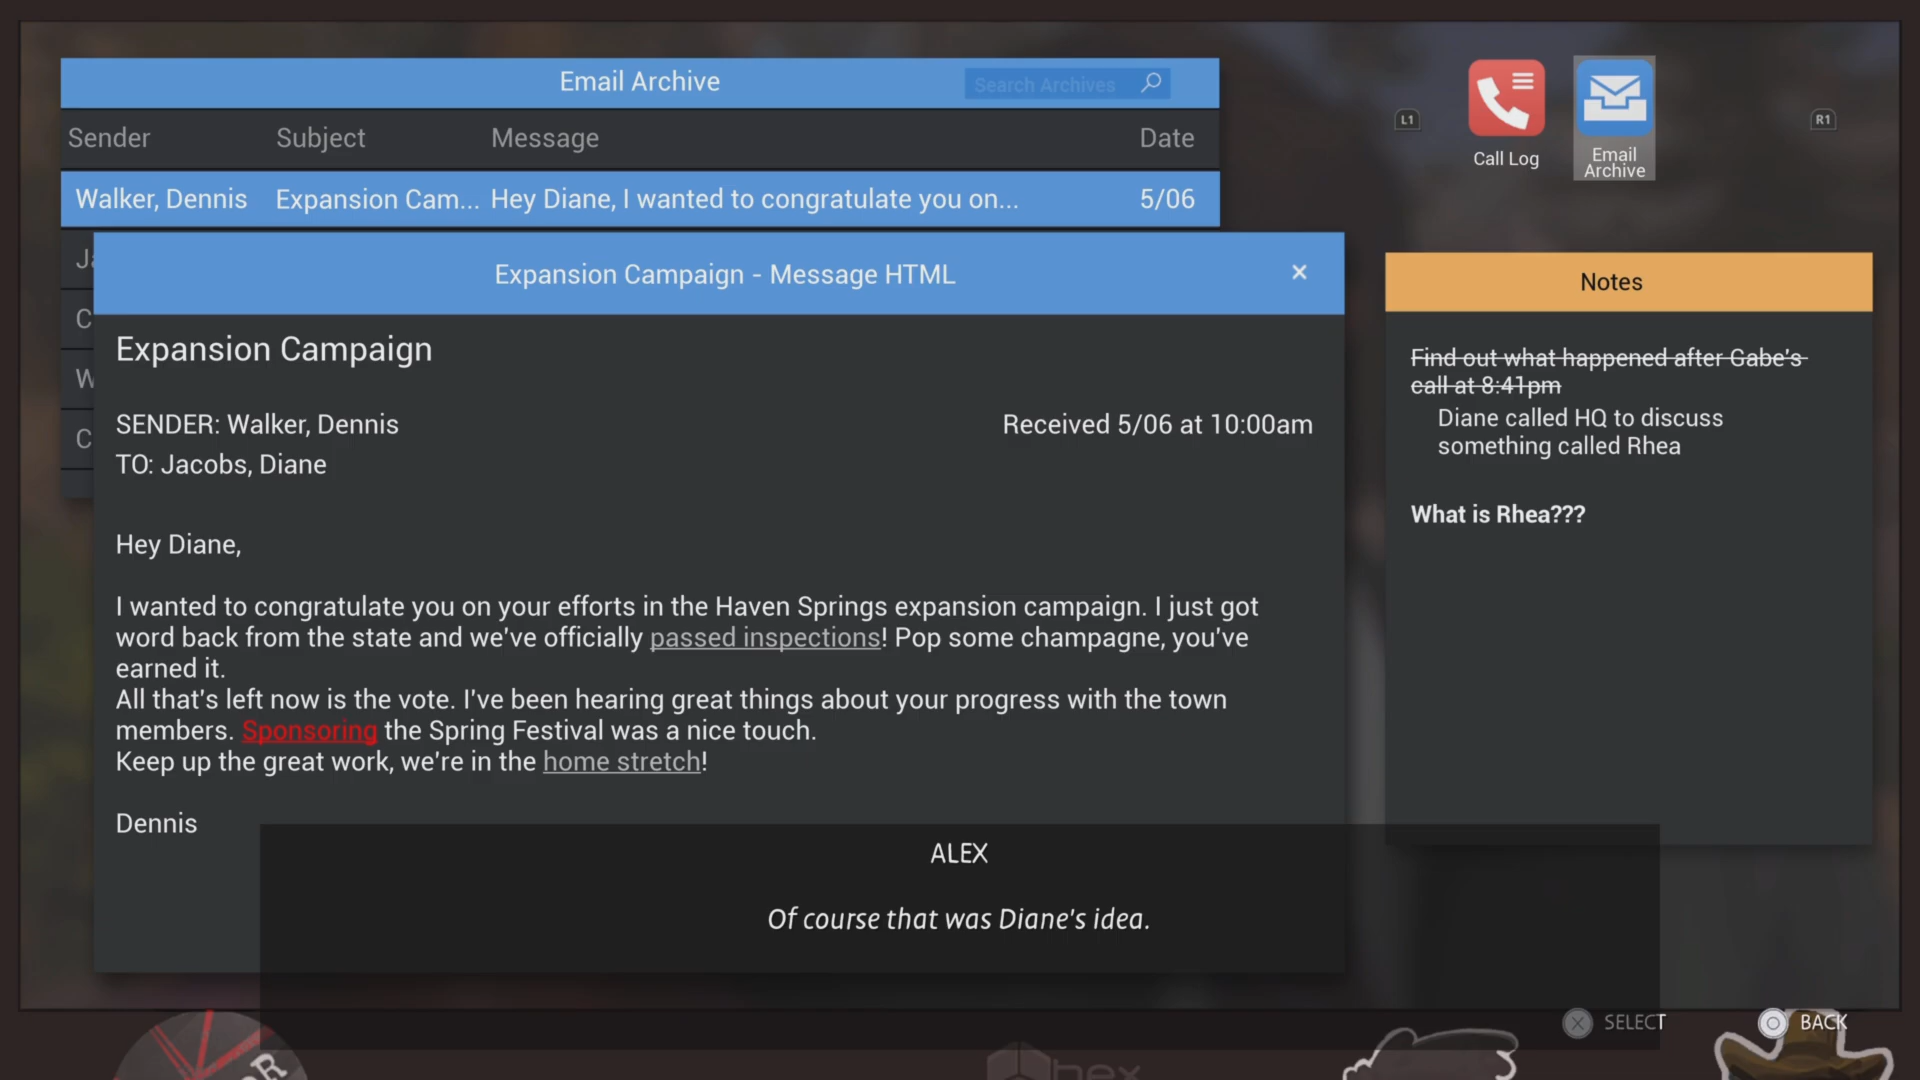 Email Archive
Search Archives
L1
R1
Call Log
Email
Archive
Sender Subject Message Date
Walker, Dennis Expansion Cam... Hey Diane, I wanted to congratulate you on... 5/06
Expansion Campaign - Message HTML
Expansion Campaign
SENDER: Walker, Dennis
Received 5/06 at 10:00am
TO: Jacobs, Diane
Hey Diane,
I wanted to congratulate you on your efforts in the Haven Springs expansion campaign. I just got
word back from the state and we've officially passed inspections! Pop some champagne, you've
earned it.
All that's left now is the vote. I've been hearing great things about your progress with the town
members. Sponsoring the Spring Festival was a nice touch.
Keep up the great work, we're in the home stretch!
Dennis
Notes
Find out what happened after Gabe's
call at 8:41pm
Diane called HQ to discuss
something called Rhea
What is Rhea???
ALEX
Of course that was Diane's idea.
SELECT
BACK